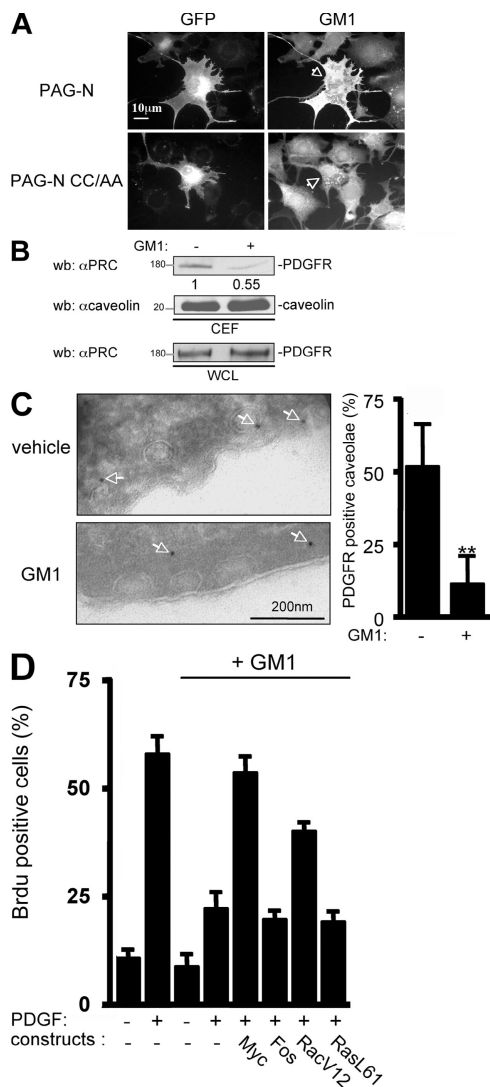 A
GFP
GM1
PAG-N
10μm
PAG-N CC/AA
B
GM1: - +
wb: αPRC
180
-PDGFR
1 0.55
wb: αcaveolin
20
-caveolin
CEF
wb: αPRC
180
-PDGFR
WCL
C
vehicle
GM1
200nm
PDGFR positive caveolae (%)
75
50
25
0
**
GM1: - +
D
+ GM1
Brdu positive cells (%)
75
50
25
0
PDGF: - + - + + + + +
constructs : - - - - Myc Fos RacV12 RasL61